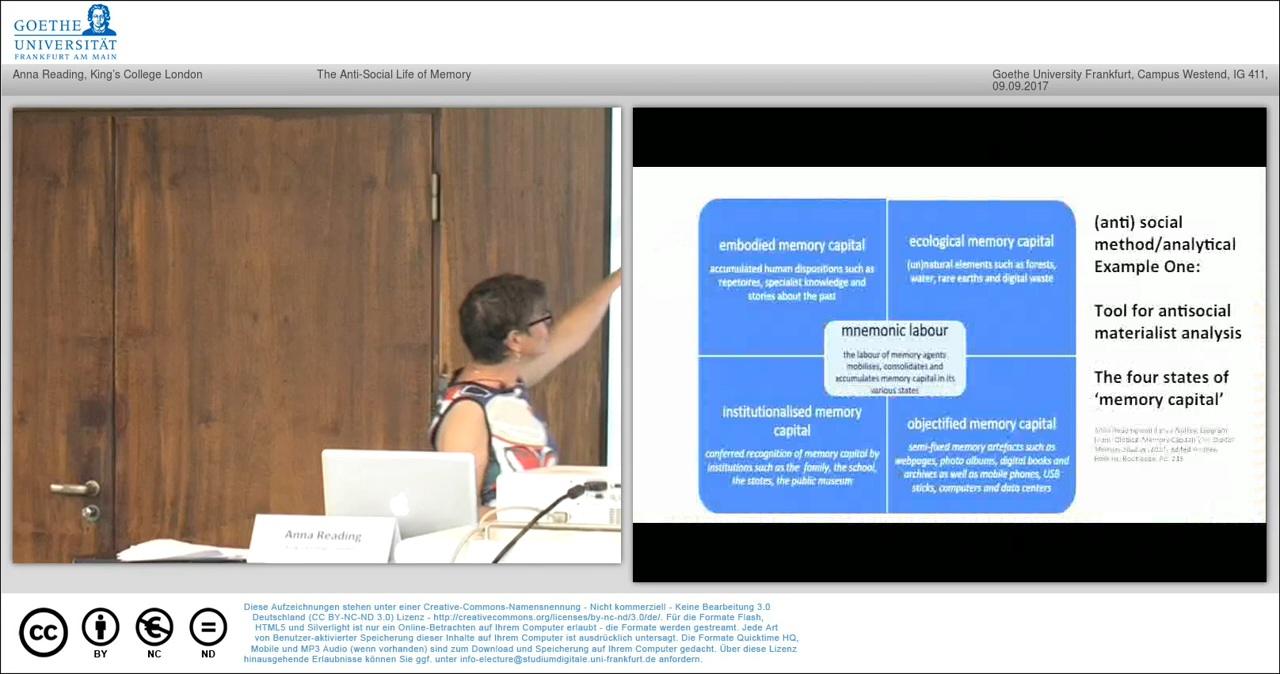 GOETHE
UNIVERSITÄT
FRANKFURT AM MAIN
Anna Reading, King's College London
The Anti-Social Life of Memory
Goethe University Frankfurt, Campus Westend, IG 411,
09.09.2017
Anna Reading
embodied memory capital
accumulated human dispositions such as
repetoires, specialist knowledge and
stories about the past
ecological memory capital
(un)natural elements such as forests,
water, rare earths and digital waste
mnemonic labour
the labour of memory agents
mobilises, consolidates and
accumulates memory capital in its
various states
institutionalised memory
capital
conferred recognition of memory capital by
institutions such as the family, the school,
the states, the public museum
objectified memory capital
semi-fixed memory artefacts such as
webpages, photo albums, digital books and
archives as well as mobile phones, USB
sticks, computers and data centers
(anti) social
method/analytical
Example One:
Tool for antisocial
materialist analysis
The four states of
‘memory capital’
cc
BY
NC
ND
Diese Aufzeichnungen stehen unter einer Creative-Commons-Namensnennung - Nicht kommerziell - Keine Bearbeitung 3.0
Deutschland (CC BY-NC-ND 3.0) Lizenz - http://creativecommons.org/licenses/by-nc-nd/3.0/de/. Für die Formate Flash,
HTML5 und Silverlight ist nur ein Online-Betrachten auf Ihrem Computer erlaubt - die Formate werden gestreamt. Jede Art
von Benutzer-aktivierter Speicherung dieser Inhalte auf Ihrem Computer ist ausdrücklich untersagt. Die Formate Quicktime HQ,
Mobile und MP3 Audio (wenn vorhanden) sind zum Download und Speicherung auf Ihrem Computer gedacht. Über diese Lizenz
hinausgehende Erlaubnisse können Sie ggf. unter info-electure@studiumdigitale.uni-frankfurt.de anfordern.